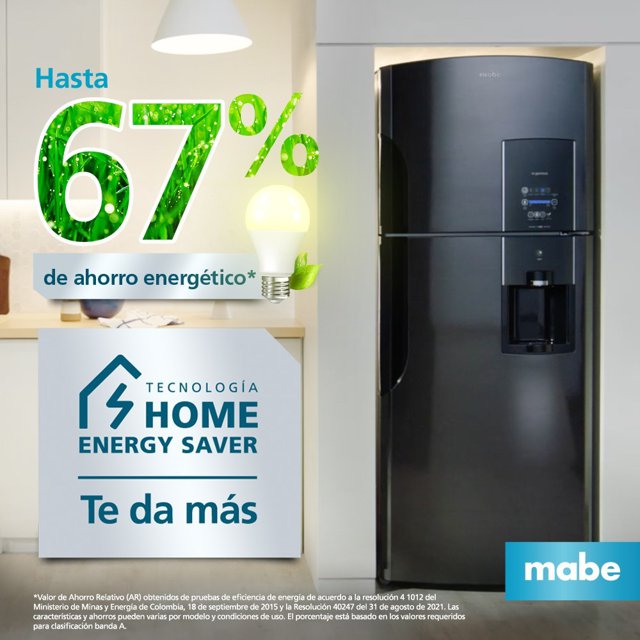 Hasta
67%
de ahorro energético*
TECNOLOGÍA
HOME
ENERGY SAVER
Te da más
mabe
mabe
*Valor de Ahorro Relativo (AR) obtenidos de pruebas de eficiencia de energía de acuerdo a la resolución 4 1012 del
Ministerio de Minas y Energía de Colombia, 18 de septiembre de 2015 y la Resolución 40247 del 31 de agosto de 2021. Las
características y ahorros pueden varias por modelo y condiciones de uso. El porcentaje está basado en los valores requeridos
para clasificación banda A.